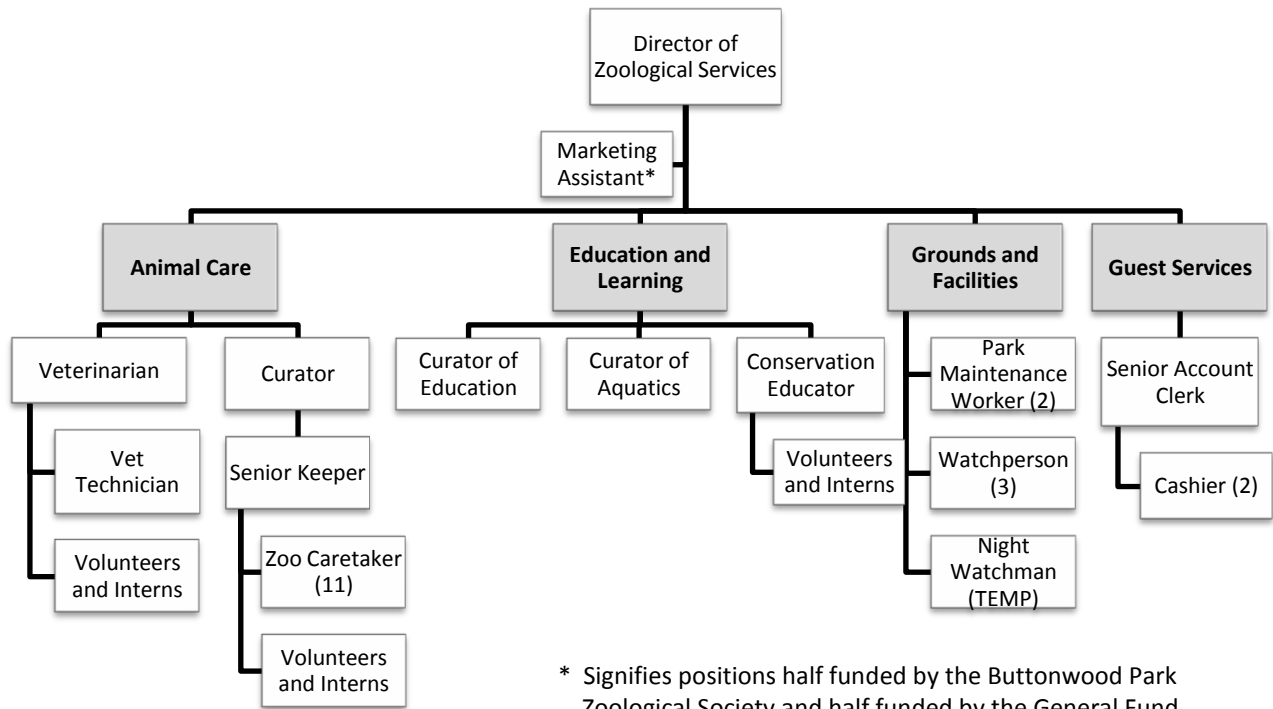 Director of
Zoological Services
Marketing
Assistant*
Animal Care
Education and
Learning
Grounds and
Facilities
Guest Services
Veterinarian
Curator
Curator of
Education
Curator of
Aquatics
Conservation
Educator
Park
Maintenance
Worker (2)
Senior Account
Clerk
Vet
Technician
Senior Keeper
Volunteers
and Interns
Watchperson
(3)
Cashier (2)
Volunteers
and Interns
Zoo Caretaker
(11)
Night
Watchman
(TEMP)
Volunteers
and Interns
* Signifies positions half funded by the Buttonwood Park
Zoological Society and half funded by the General Fund